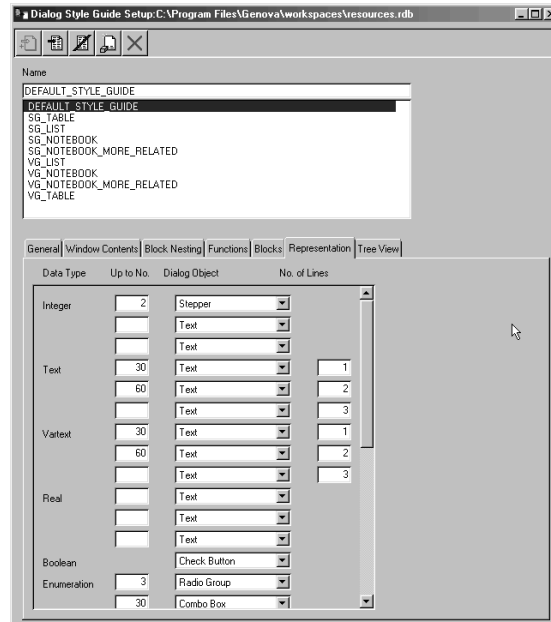 Dialog Style Guide Setup:C:\Program Files\Genova\workspaces\resources.rdb
Name
DEFAULT_STYLE_GUIDE
DEFAULT_STYLE_GUIDE
SG_TABLE
SG_LIST
SG_NOTEBOOK
SG_NOTEBOOK_MORE_RELATED
VG_LIST
VG_NOTEBOOK
VG_NOTEBOOK_MORE_RELATED
VG_TABLE
General Window Contents Block Nesting Functions Blocks Representation Tree View
Data Type Up to No. Dialog Object No. of Lines
Integer 2 Stepper
Text
Text
Text 30 Text 1
60 Text 2
Text 3
Vartext 30 Text 1
60 Text 2
Text 3
Real Text
Text
Text
Boolean Check Button
Enumeration 3 Radio Group
30 Combo Box